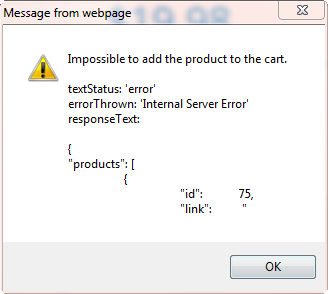 Message from webpage
Impossible to add the product to the cart.
textStatus: 'error'
errorThrown: 'Internal Server Error'
responseText:
{
"products": [
{
"id": 75,
"link": "
OK